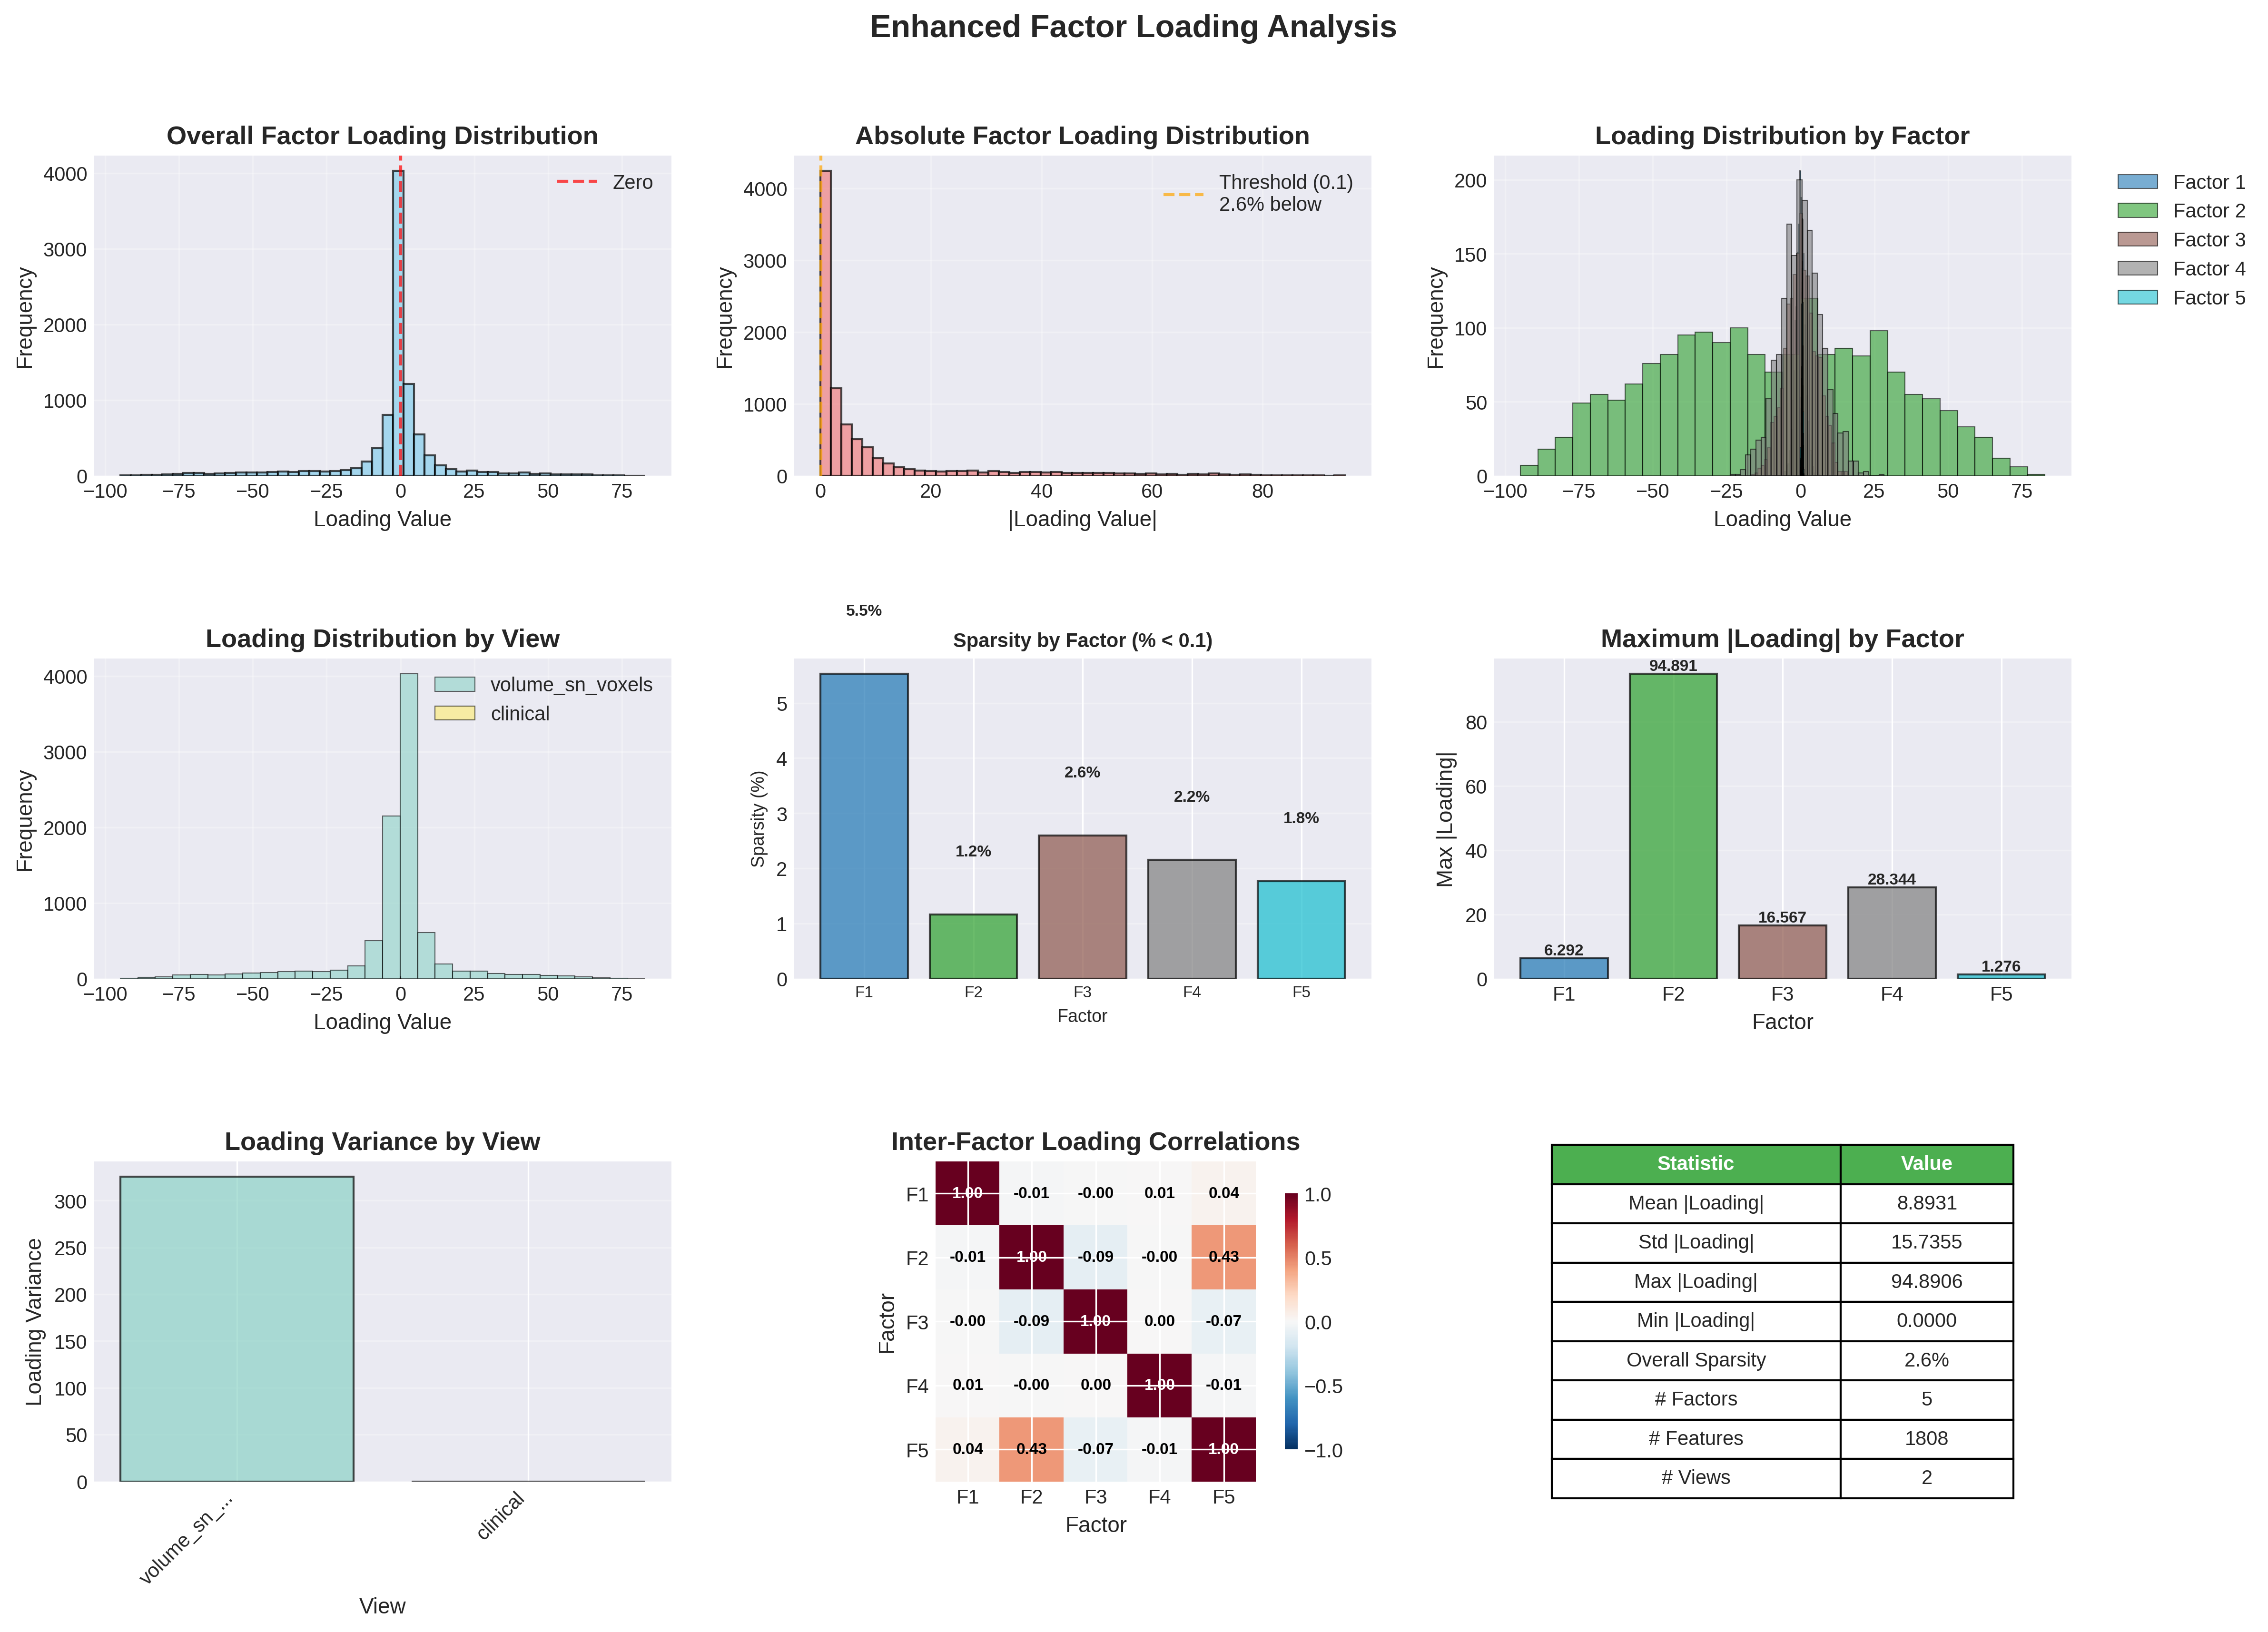 Enhanced Factor Loading Analysis
Overall Factor Loading Distribution
Frequency
4000
3000
2000
1000
0
Zero
−100 −75 −50 −25 0 25 50 75
Loading Value
Absolute Factor Loading Distribution
Frequency
4000
3000
2000
1000
0
Threshold (0.1)
2.6% below
0 20 40 60 80
|Loading Value|
Loading Distribution by Factor
Frequency
200
150
100
50
0
−100 −75 −50 −25 0 25 50 75
Loading Value
Factor 1
Factor 2
Factor 3
Factor 4
Factor 5
Loading Distribution by View
Frequency
4000
3000
2000
1000
0
volume_sn_voxels
clinical
−100 −75 −50 −25 0 25 50 75
Loading Value
5.5%
Sparsity by Factor (% < 0.1)
Sparsity (%)
5
4
3
2
1
0
1.2%
2.6%
2.2%
1.8%
F1 F2 F3 F4 F5
Factor
Maximum |Loading| by Factor
Max |Loading|
80
60
40
20
0
6.292
94.891
16.567
28.344
1.276
F1 F2 F3 F4 F5
Factor
Loading Variance by View
Loading Variance
300
250
200
150
100
50
0
volume_sn_...
clinical
View
Inter-Factor Loading Correlations
Factor
F1 1.00 -0.01 -0.00 0.01 0.04
F2 -0.01 1.00 -0.09 -0.00 0.43
F3 -0.00 -0.09 1.00 0.00 -0.07
F4 0.01 -0.00 0.00 1.00 -0.01
F5 0.04 0.43 -0.07 -0.01 1.00
F1 F2 F3 F4 F5
Factor
1.0
0.5
0.0
−0.5
−1.0
Statistic Value
Mean |Loading| 8.8931
Std |Loading| 15.7355
Max |Loading| 94.8906
Min |Loading| 0.0000
Overall Sparsity 2.6%
# Factors 5
# Features 1808
# Views 2